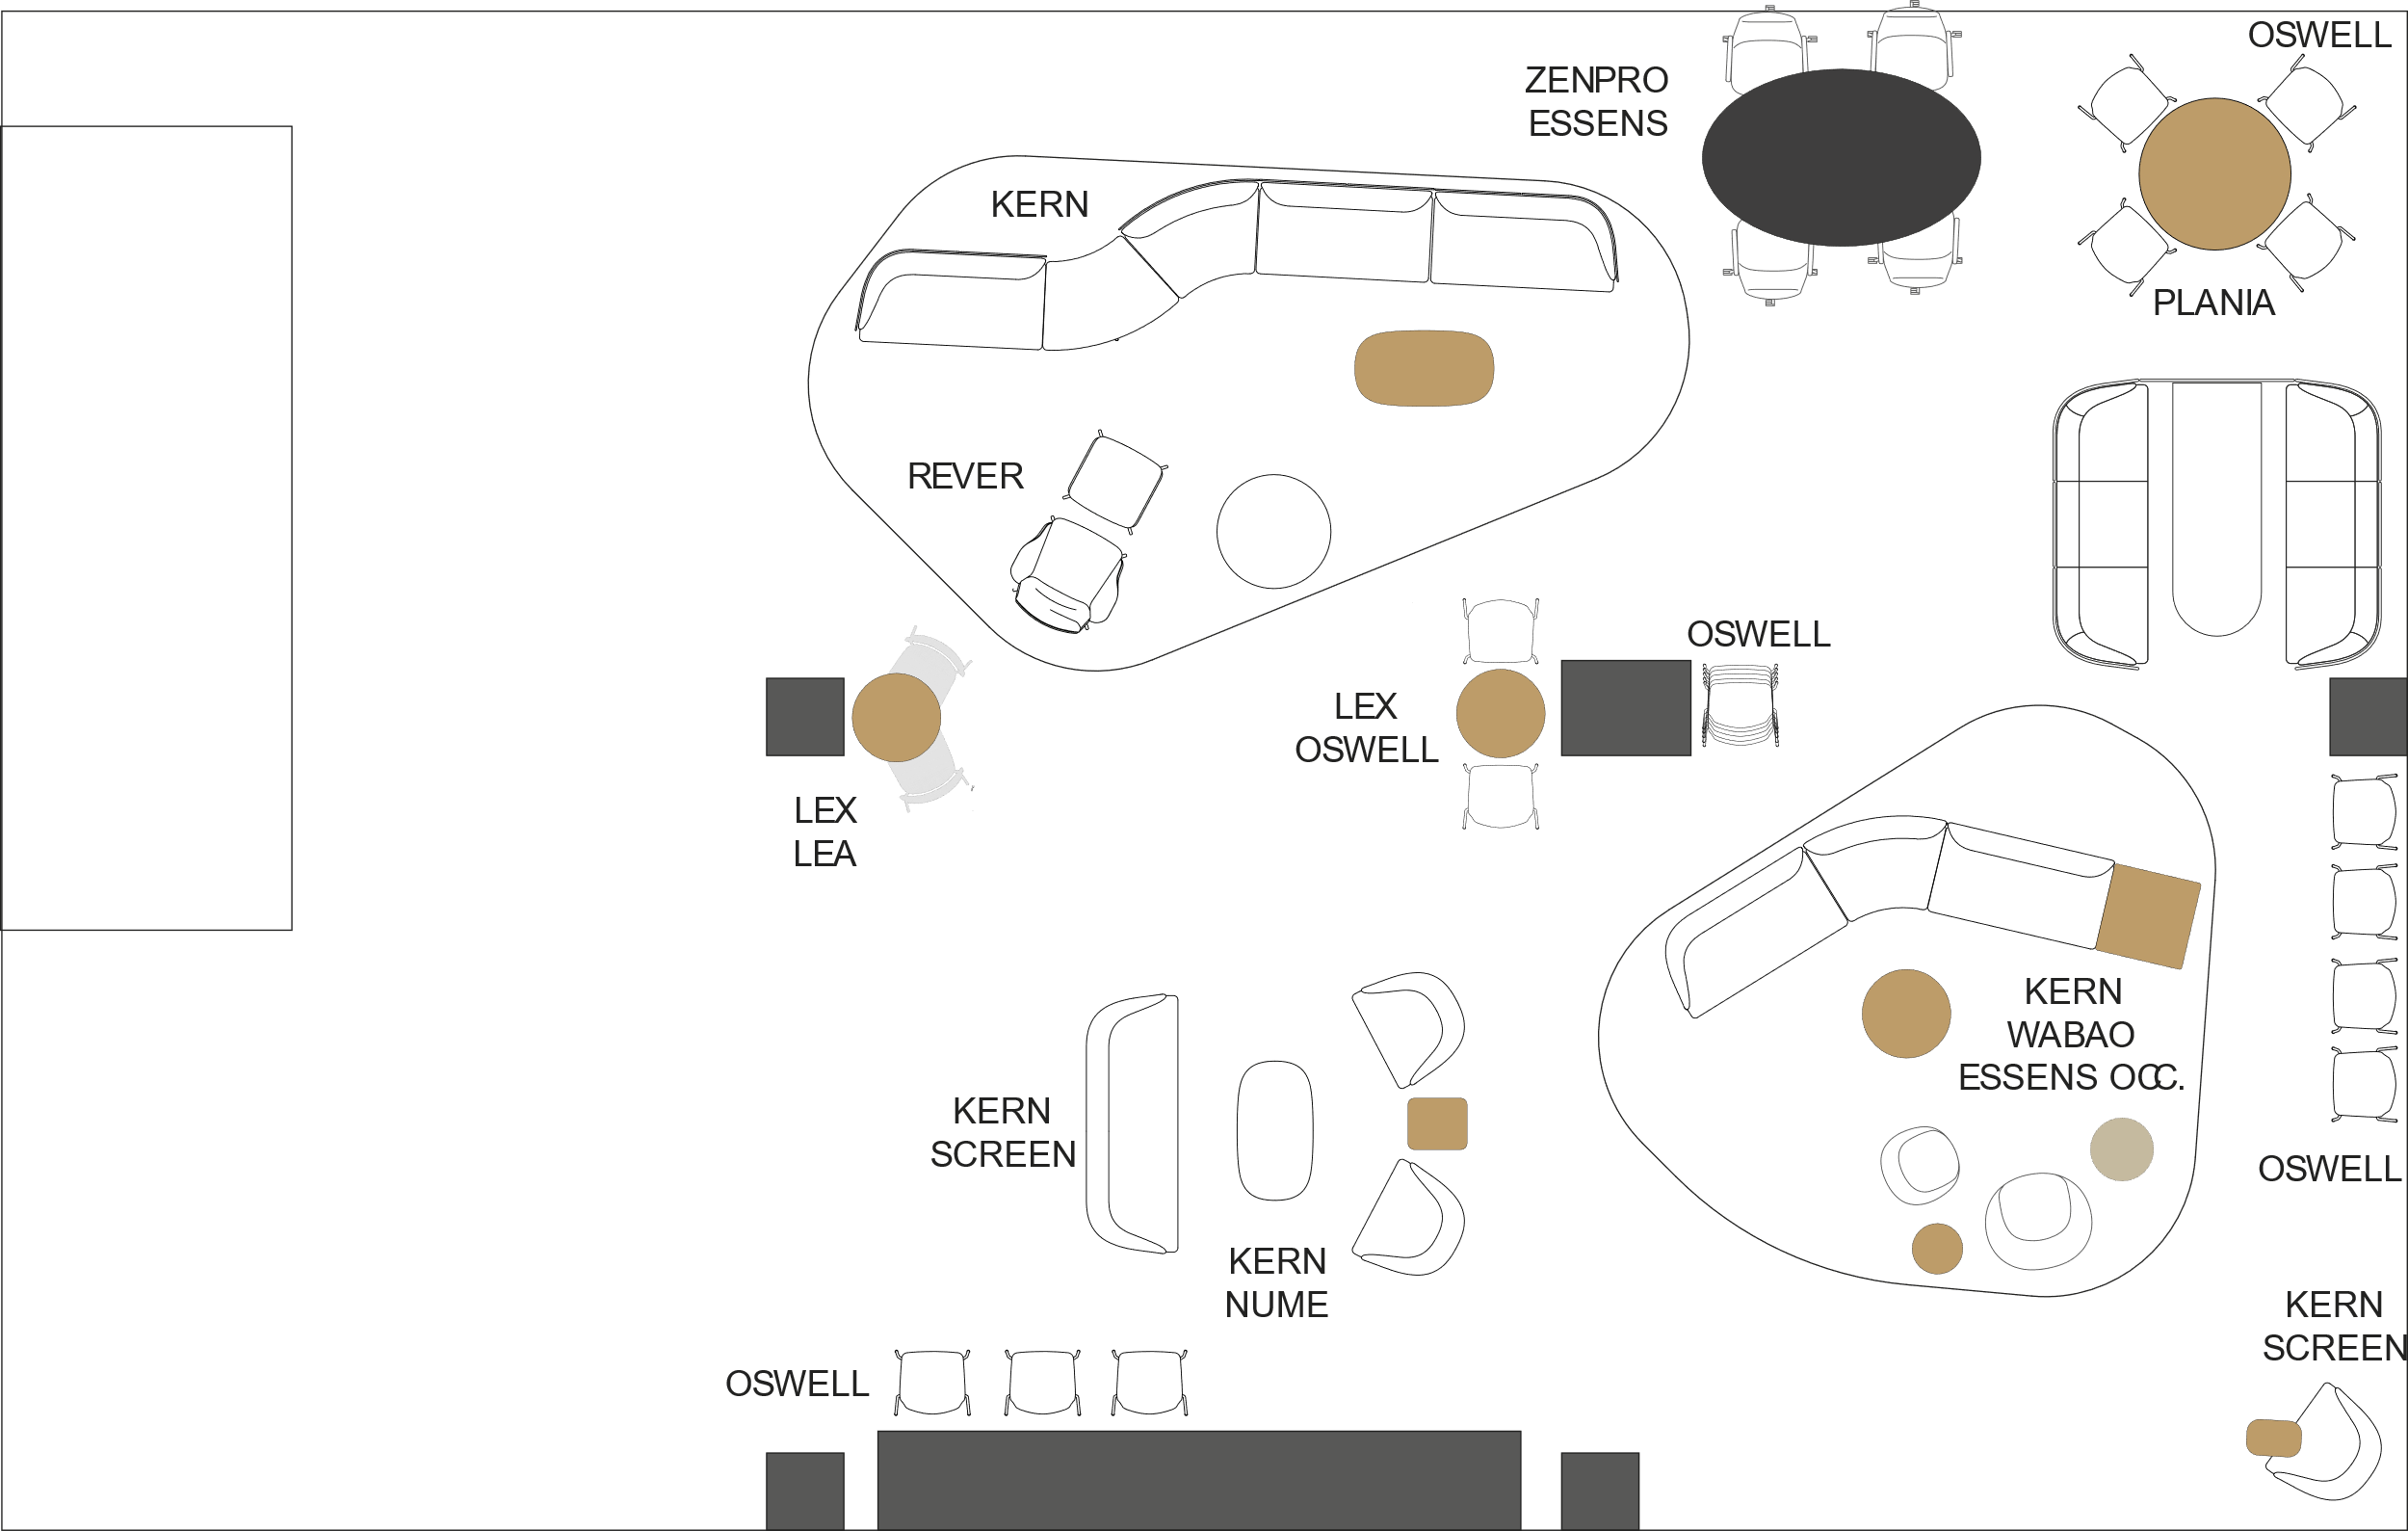 OSWELL
ZENPRO
ESSENS
KERN
PLANIA
REVER
OSWELL
LEX
OSWELL
LEX
LEA
KERN
WABAO
ESSENS OCC.
KERN
SCREEN
OSWELL
KERN
NUME
KERN
SCREEN
OSWELL